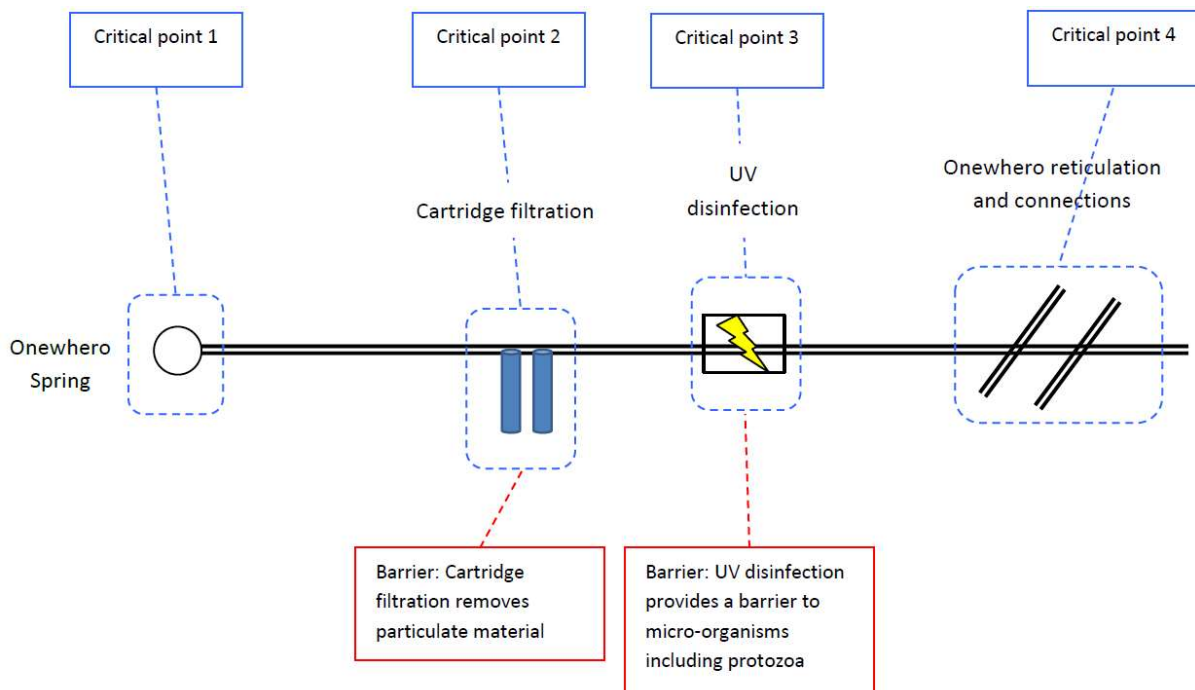 Critical point 1
Critical point 2
Critical point 3
Critical point 4
Cartridge filtration
UV
disinfection
Onewhero reticulation
and connections
Onewhero
Spring
Barrier: Cartridge
filtration removes
particulate material
Barrier: UV disinfection
provides a barrier to
micro-organisms
including protozoa